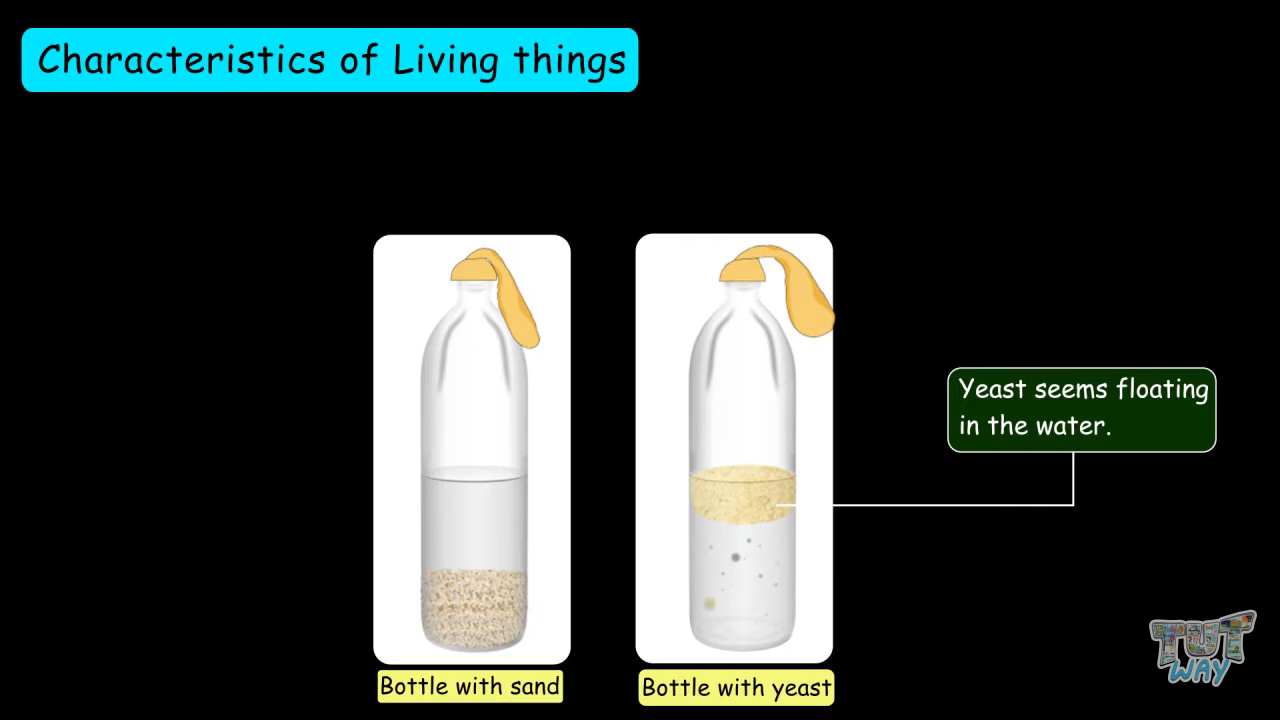 Characteristics of Living things
Yeast seems floating
in the water.
Bottle with sand
Bottle with yeast
TUT
WAY